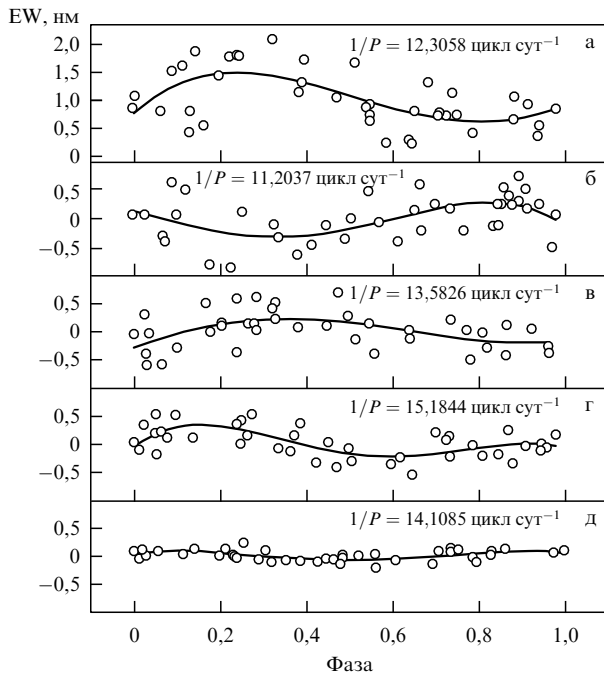 EW, нм
2,0
1/P = 12,3058 цикл сут⁻¹
а
1,5
1,0
0,5
0
1/P = 11,2037 цикл сут⁻¹
б
0,5
0
−0,5
1/P = 13,5826 цикл сут⁻¹
в
0,5
0
−0,5
1/P = 15,1844 цикл сут⁻¹
г
0,5
0
−0,5
1/P = 14,1085 цикл сут⁻¹
д
0,5
0
−0,5
0 0,2 0,4 0,6 0,8 1,0
Фаза